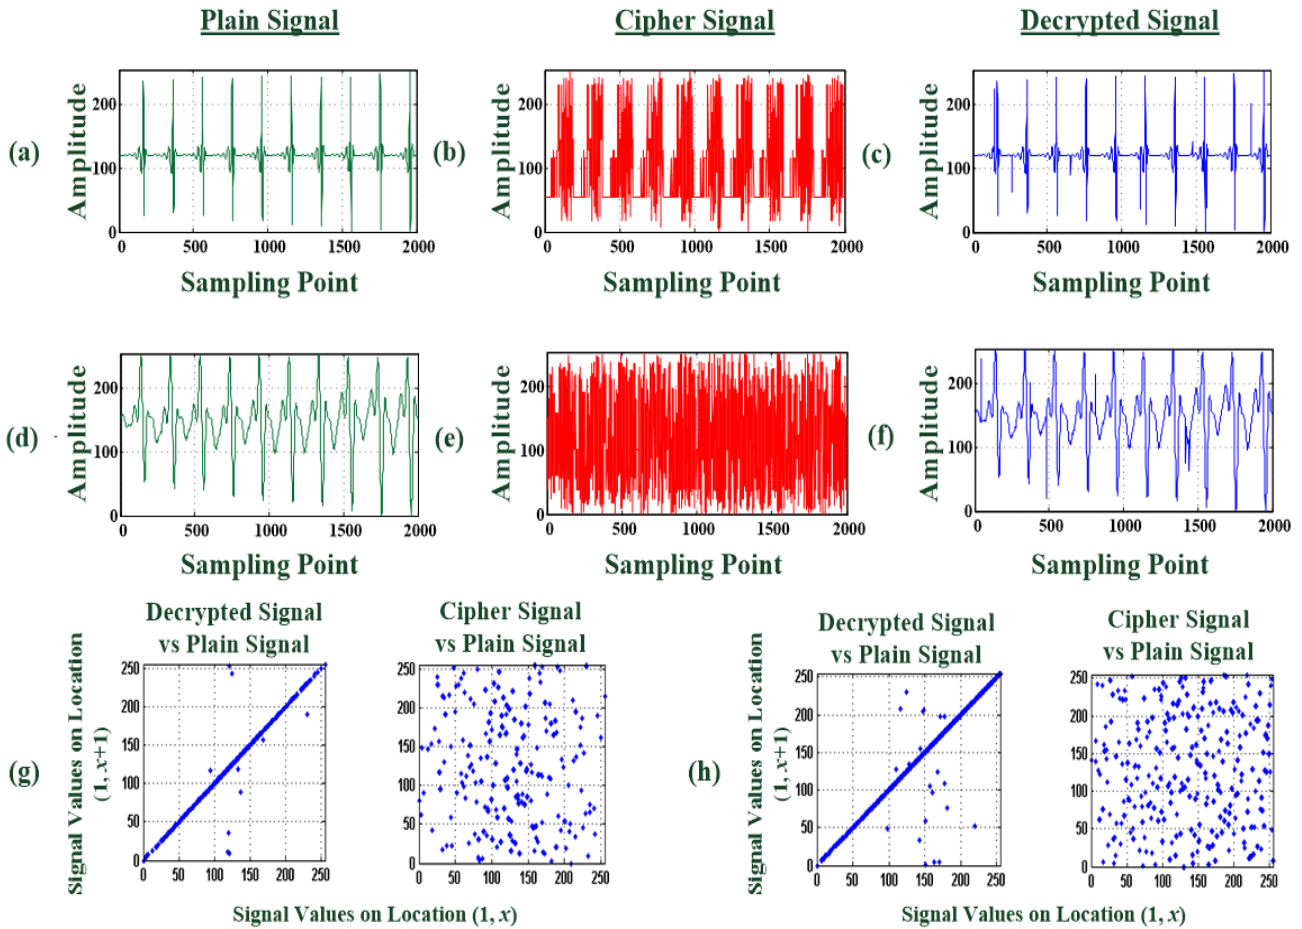 Plain Signal
Cipher Signal
Decrypted Signal
(a)
Amplitude
200
100
0
0 500 1000 1500 2000
Sampling Point
(b)
Amplitude
200
100
0
0 500 1000 1500 2000
Sampling Point
(c)
Amplitude
200
100
0
0 500 1000 1500 2000
Sampling Point
(d)
Amplitude
200
100
0
0 500 1000 1500 2000
Sampling Point
(e)
Amplitude
200
100
0
0 500 1000 1500 2000
Sampling Point
(f)
Amplitude
200
100
0
0 500 1000 1500 2000
Sampling Point
(g)
Signal Values on Location
(1, x+1)
Decrypted Signal
vs Plain Signal
250
200
150
100
50
0
0 50 100 150 200 250
Cipher Signal
vs Plain Signal
250
200
150
100
50
0
0 50 100 150 200 250
Signal Values on Location (1, x)
(h)
Signal Values on Location
(1, x+1)
Decrypted Signal
vs Plain Signal
250
200
150
100
50
0
0 50 100 150 200 250
Cipher Signal
vs Plain Signal
250
200
150
100
50
0
0 50 100 150 200 250
Signal Values on Location (1, x)